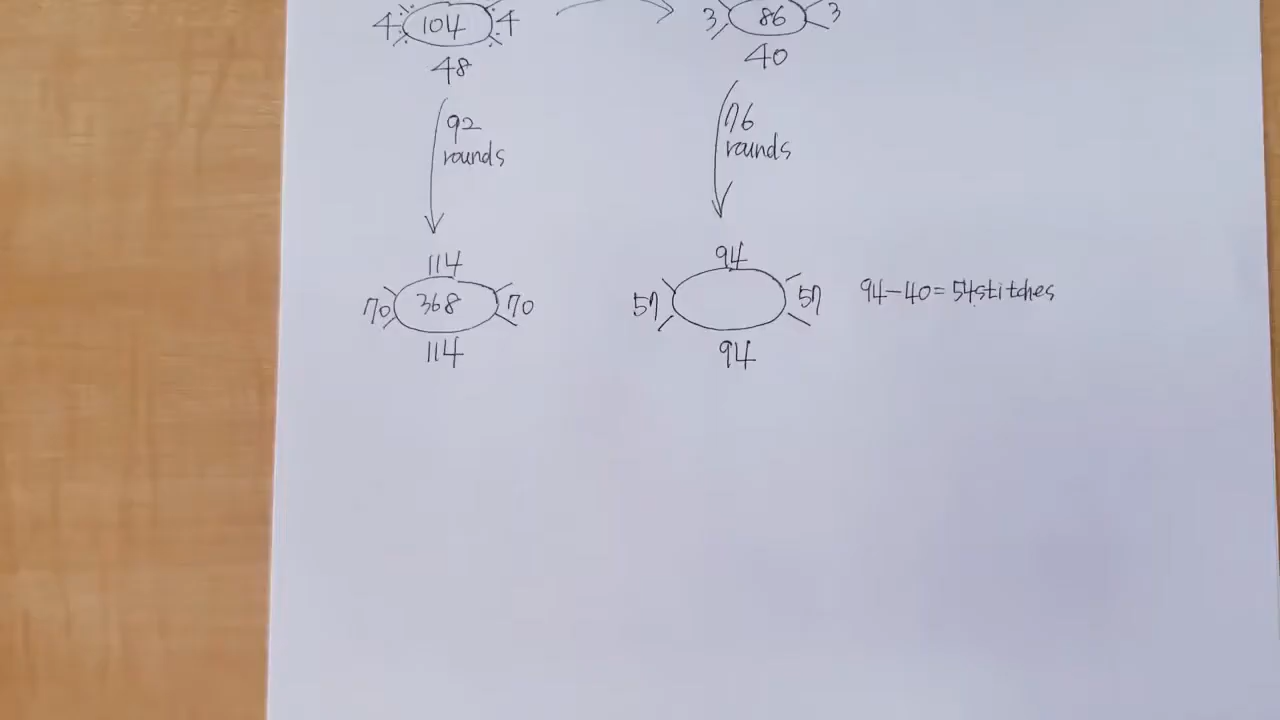 4 104 4 3 86 3
48 40
92
rounds
76
rounds
114 94
70 368 70 57 57 94-40=54stitches
114 94